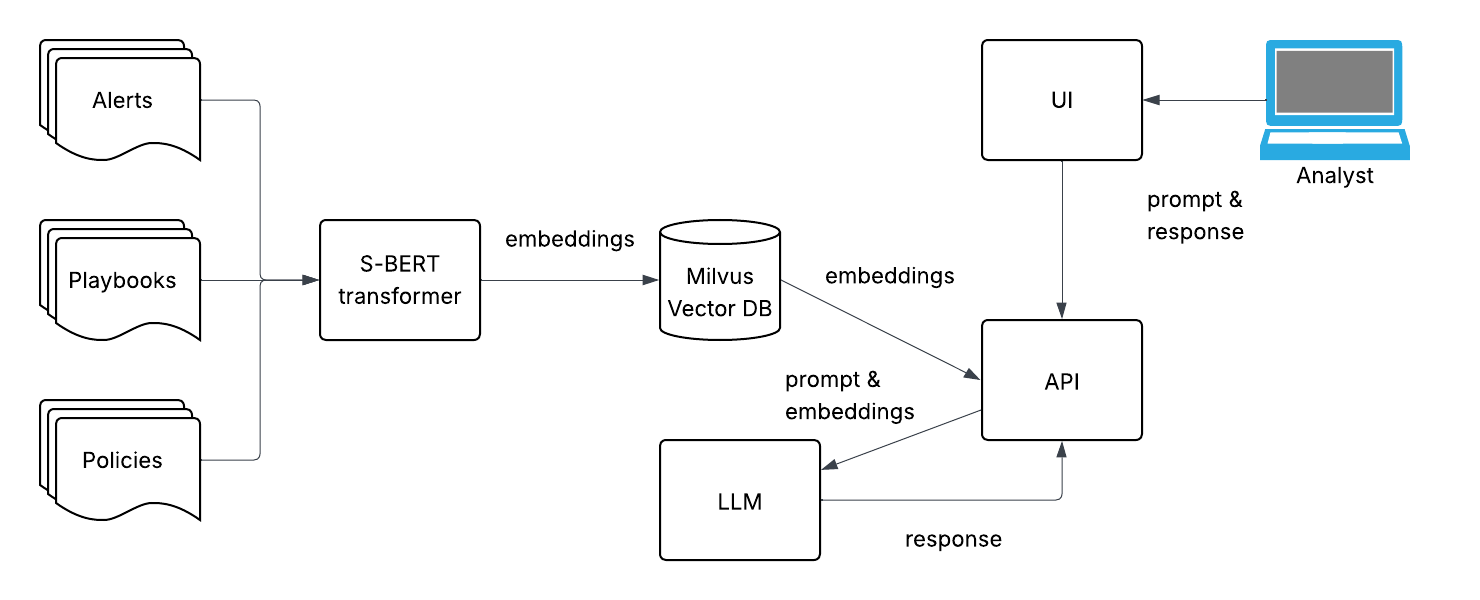 Alerts
UI
Analyst
prompt &
response
Playbooks
S-BERT
transformer
embeddings
Milvus
Vector DB
embeddings
prompt &
embeddings
API
Policies
LLM
response